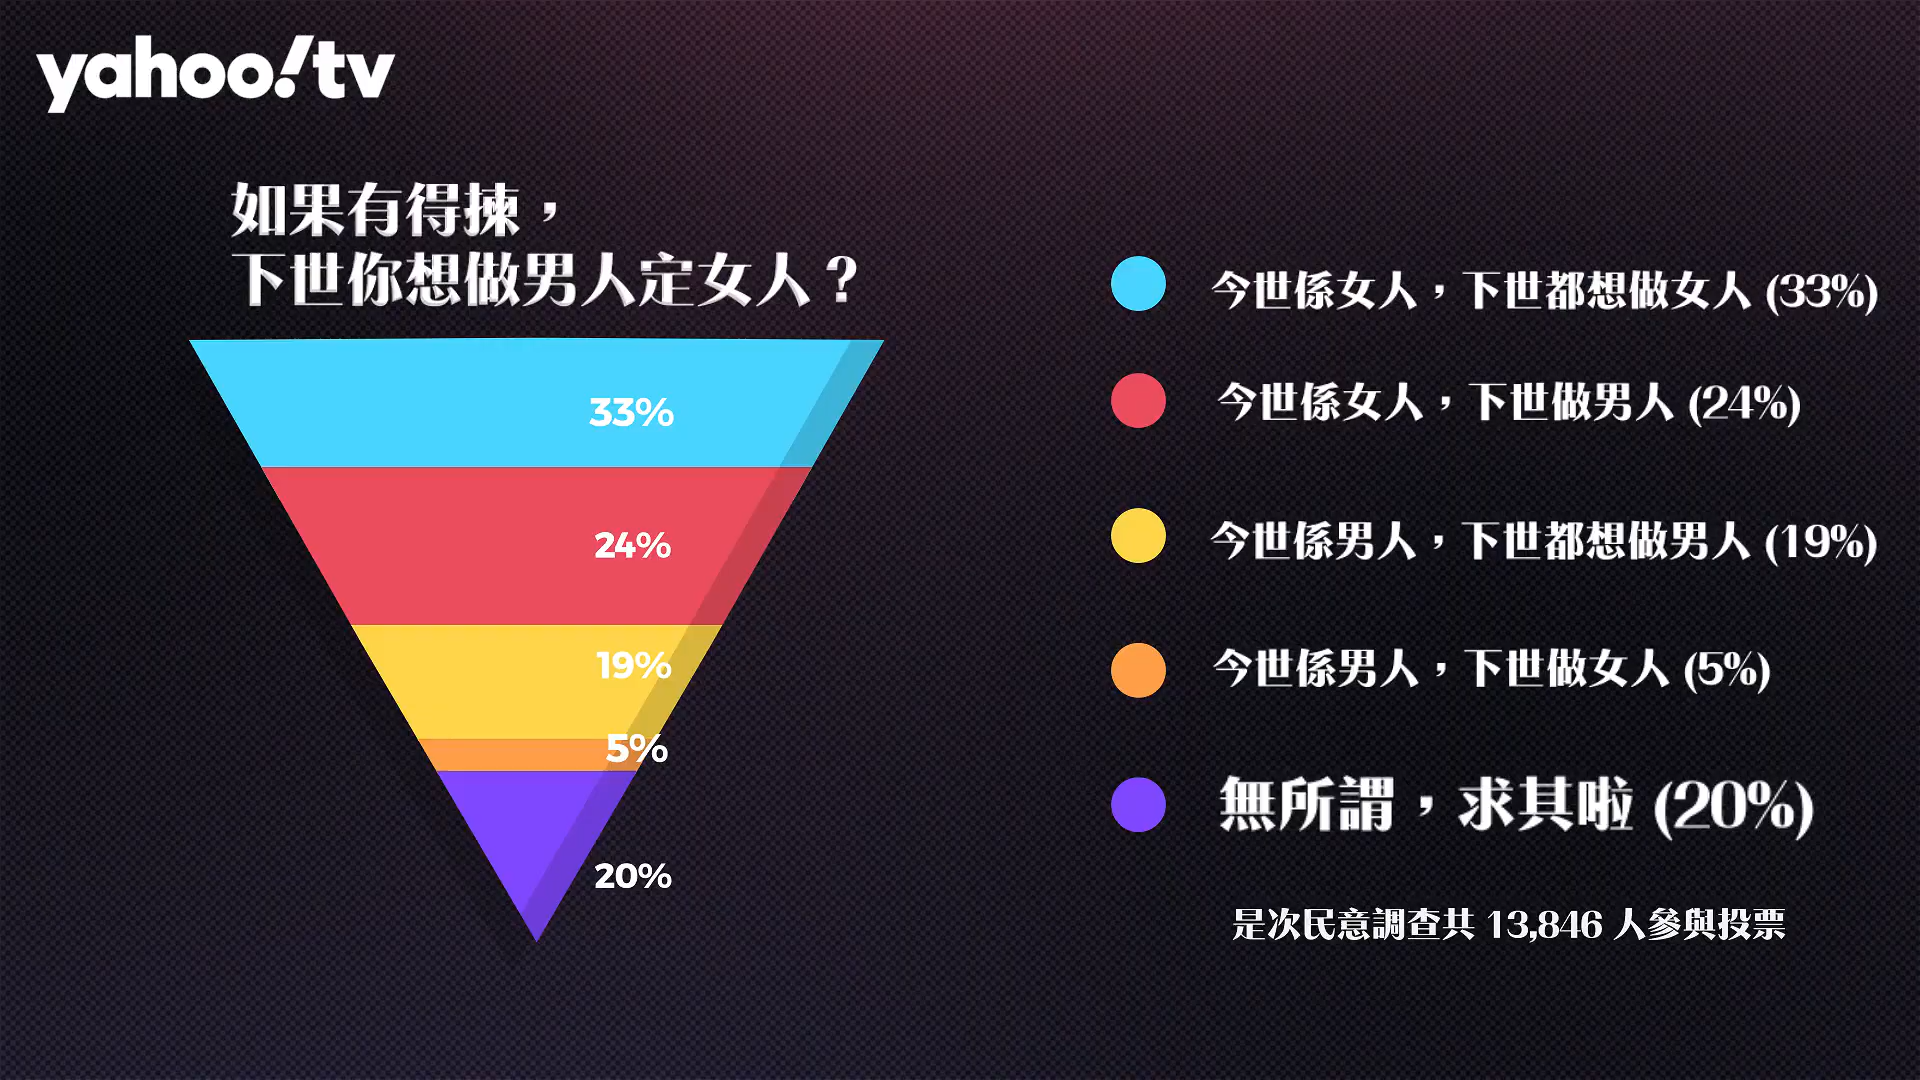 yahoo!tv
如果有得揀，
下世你想做男人定女人？
33%
24%
19%
5%
20%
今世係女人，下世都想做女人 (33%)
今世係女人，下世做男人 (24%)
今世係男人，下世都想做男人 (19%)
今世係男人，下世做女人 (5%)
無所謂，求其啦 (20%)
是次民意調查共 13,846 人參與投票